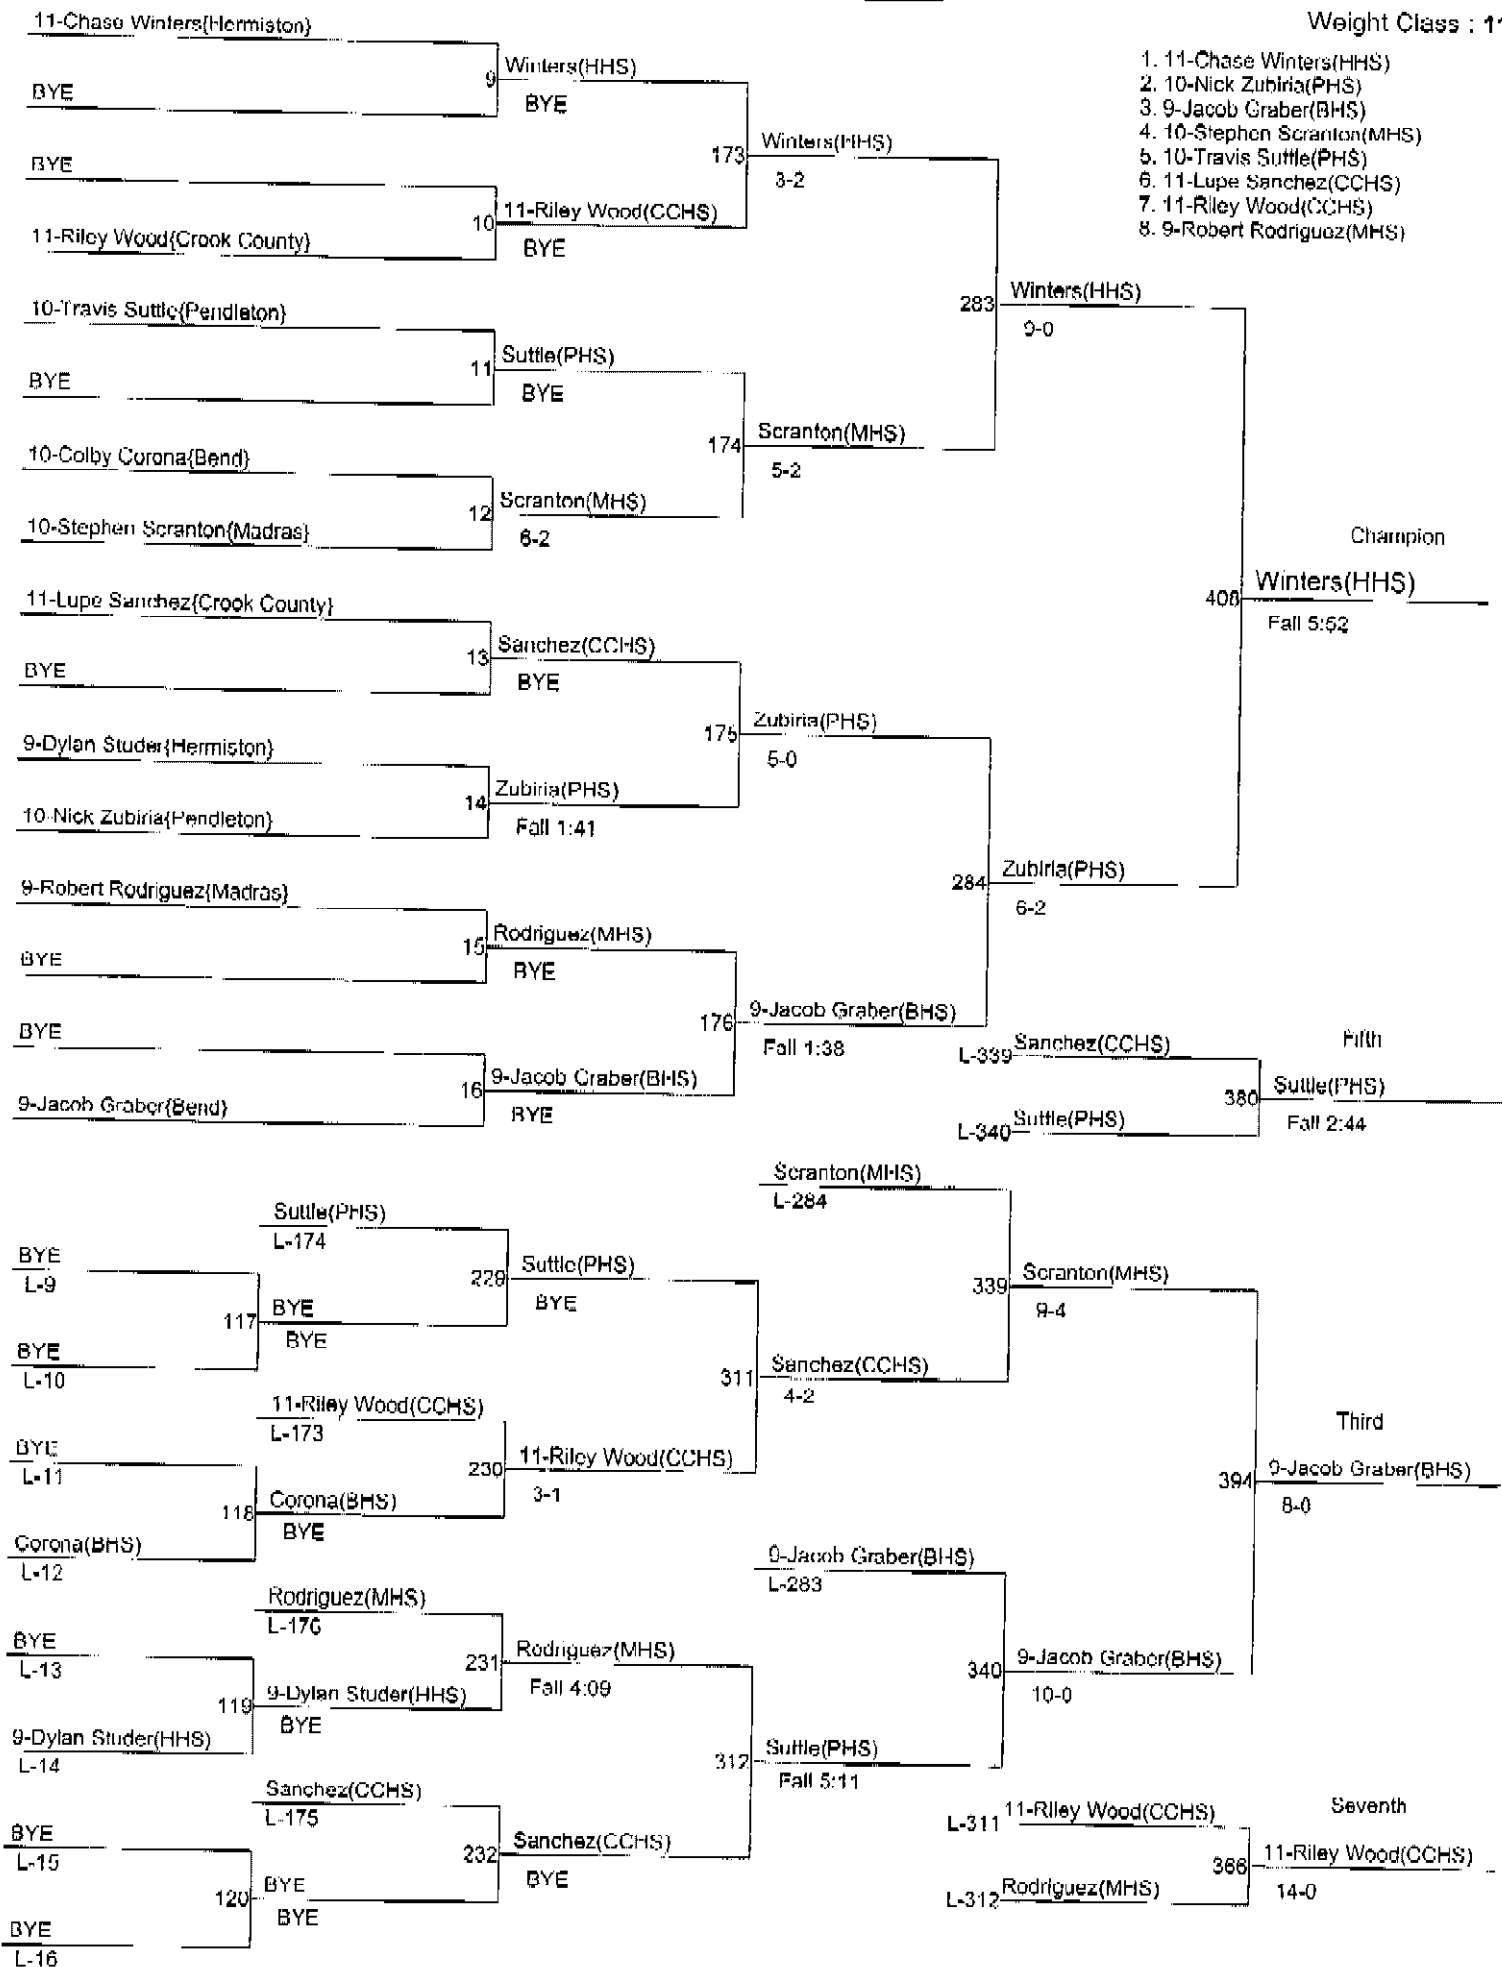 Weight Class : 11
1. 11-Chase Winters(HHS)
2. 10-Nick Zubiria(PHS)
3. 9-Jacob Graber(BHS)
4. 10-Stephen Scranton(MHS)
5. 10-Travis Suttle(PHS)
6. 11-Lupe Sanchez(CCHS)
7. 11-Riley Wood(CCHS)
8. 9-Robert Rodriguez(MHS)
11-Chase Winters{Hermiston}
BYE
9
Winters(HHS)
BYE
BYE
11-Riley Wood{Crook County}
10
11-Riley Wood(CCHS)
BYE
173
Winters(HHS)
3-2
10-Travis Suttle{Pendleton}
BYE
11
Suttle(PHS)
BYE
10-Colby Corona{Bend}
10-Stephen Scranton{Madras}
12
Scranton(MHS)
6-2
174
Scranton(MHS)
5-2
283
Winters(HHS)
9-0
11-Lupe Sanchez{Crook County}
BYE
13
Sanchez(CCHS)
BYE
9-Dylan Studer{Hermiston}
10-Nick Zubiria{Pendleton}
14
Zubiria(PHS)
Fall 1:41
175
Zubiria(PHS)
5-0
9-Robert Rodriguez{Madras}
BYE
15
Rodriguez(MHS)
BYE
BYE
9-Jacob Graber{Bend}
16
9-Jacob Graber(BHS)
BYE
176
9-Jacob Graber(BHS)
Fall 1:38
284
Zubiria(PHS)
6-2
Champion
408
Winters(HHS)
Fall 5:52
Fifth
L-339
Sanchez(CCHS)
L-340
Suttle(PHS)
380
Suttle(PHS)
Fall 2:44
BYE
L-9
BYE
L-10
117
BYE
BYE
Suttle(PHS)
L-174
229
Suttle(PHS)
BYE
BYE
L-11
Corona(BHS)
L-12
118
Corona(BHS)
BYE
11-Riley Wood(CCHS)
L-173
230
11-Riley Wood(CCHS)
3-1
311
Sanchez(CCHS)
4-2
Scranton(MHS)
L-284
339
Scranton(MHS)
9-4
BYE
L-13
9-Dylan Studer(HHS)
L-14
119
9-Dylan Studer(HHS)
BYE
Rodriguez(MHS)
L-176
231
Rodriguez(MHS)
Fall 4:09
BYE
L-15
BYE
L-16
120
BYE
BYE
Sanchez(CCHS)
L-175
232
Sanchez(CCHS)
BYE
312
Suttle(PHS)
Fall 5:11
9-Jacob Graber(BHS)
L-283
340
9-Jacob Graber(BHS)
10-0
Third
394
9-Jacob Graber(BHS)
8-0
Seventh
L-311
11-Riley Wood(CCHS)
L-312
Rodriguez(MHS)
366
11-Riley Wood(CCHS)
14-0